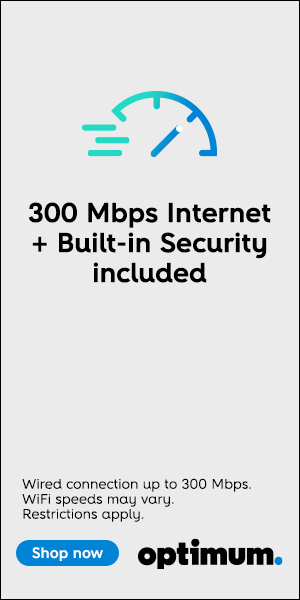 300 Mbps Internet
+ Built-in Security
included
Wired connection up to 300 Mbps.
WiFi speeds may vary.
Restrictions apply.
Shop now
optimum.